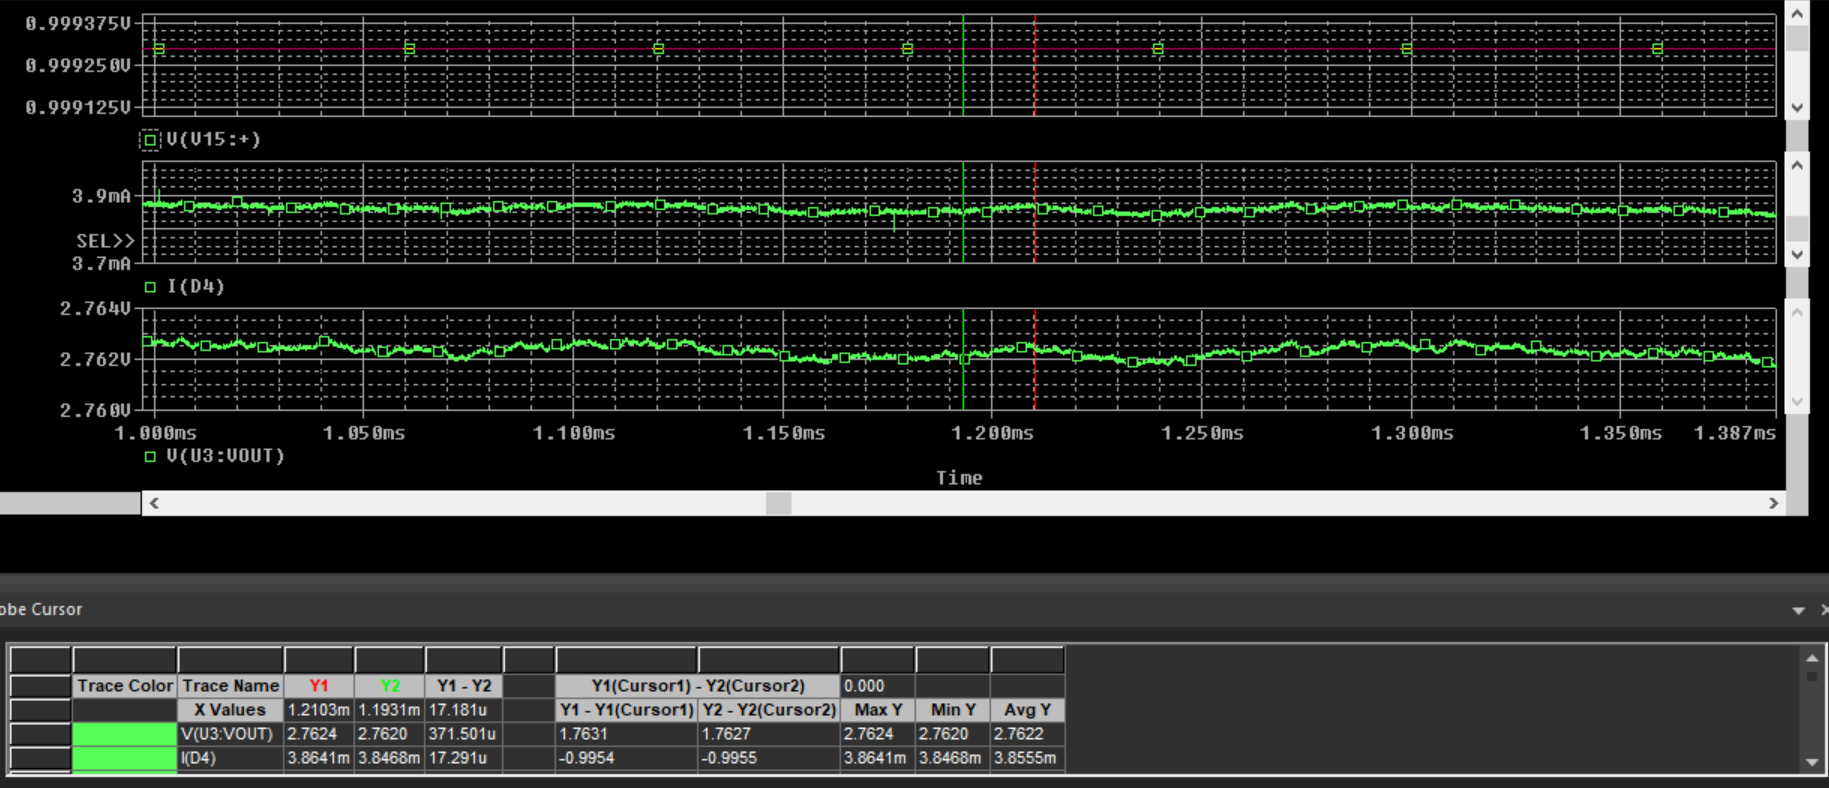 0.999375V
0.999250V
0.999125V
V(V15:+)
3.9mA
SEL>>
3.7mA
I(D4)
2.764V
2.762V
2.760V
1.000ms 1.050ms 1.100ms 1.150ms 1.200ms 1.250ms 1.300ms 1.350ms 1.387ms
V(U3:VOUT)
Time
obe Cursor
Trace Color Trace Name Y1 Y2 Y1 - Y2 Y1(Cursor1) - Y2(Cursor2) 0.000
X Values 1.2103m 1.1931m 17.181u Y1 - Y1(Cursor1) Y2 - Y2(Cursor2) Max Y Min Y Avg Y
V(U3:VOUT) 2.7624 2.7620 371.501u 1.7631 1.7627 2.7624 2.7620 2.7622
I(D4) 3.8641m 3.8468m 17.291u -0.9954 -0.9955 3.8641m 3.8468m 3.8555m